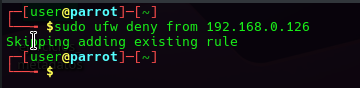 ┌─[user@parrot]─[~]
└──╼ $sudo ufw deny from 192.168.0.126
Skipping adding existing rule
┌─[user@parrot]─[~]
└──╼ $